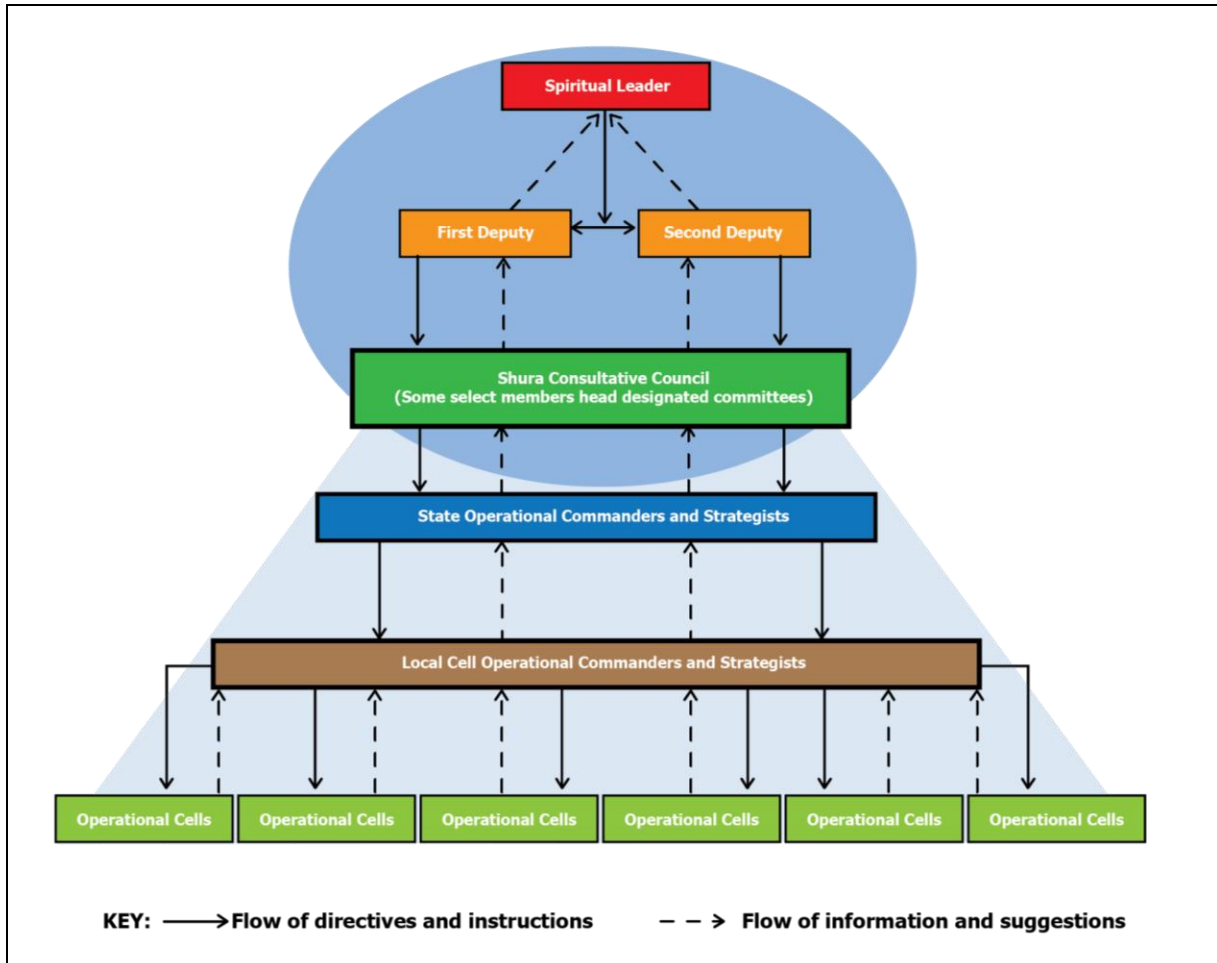 Spiritual Leader
First Deputy
Second Deputy
Shura Consultative Council
(Some select members head designated committees)
State Operational Commanders and Strategists
Local Cell Operational Commanders and Strategists
Operational Cells
Operational Cells
Operational Cells
Operational Cells
Operational Cells
Operational Cells
KEY: Flow of directives and instructions Flow of information and suggestions